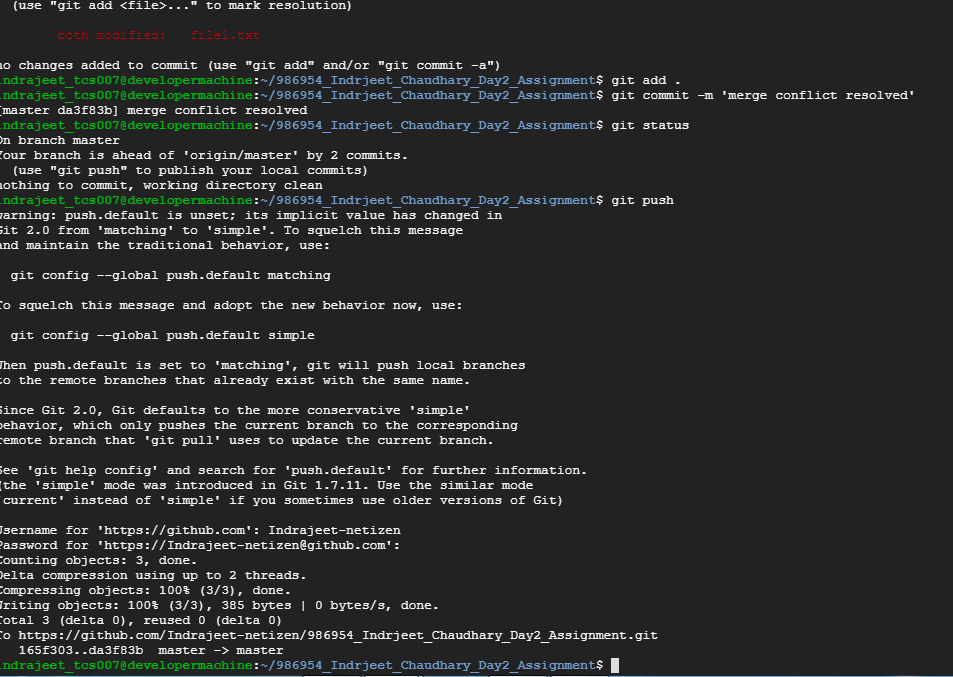 (use "git add <file>..." to mark resolution)
both modified: file1.txt
no changes added to commit (use "git add" and/or "git commit -a")
indrajeet_tcs007@developermachine:~/986954_Indrjeet_Chaudhary_Day2_Assignment$ git add .
indrajeet_tcs007@developermachine:~/986954_Indrjeet_Chaudhary_Day2_Assignment$ git commit -m 'merge conflict resolved'
[master da3f83b] merge conflict resolved
indrajeet_tcs007@developermachine:~/986954_Indrjeet_Chaudhary_Day2_Assignment$ git status
On branch master
Your branch is ahead of 'origin/master' by 2 commits.
(use "git push" to publish your local commits)
nothing to commit, working directory clean
indrajeet_tcs007@developermachine:~/986954_Indrjeet_Chaudhary_Day2_Assignment$ git push
warning: push.default is unset; its implicit value has changed in
Git 2.0 from 'matching' to 'simple'. To squelch this message
and maintain the traditional behavior, use:
git config --global push.default matching
To squelch this message and adopt the new behavior now, use:
git config --global push.default simple
When push.default is set to 'matching', git will push local branches
to the remote branches that already exist with the same name.
Since Git 2.0, Git defaults to the more conservative 'simple'
behavior, which only pushes the current branch to the corresponding
remote branch that 'git pull' uses to update the current branch.
See 'git help config' and search for 'push.default' for further information.
(the 'simple' mode was introduced in Git 1.7.11. Use the similar mode
'current' instead of 'simple' if you sometimes use older versions of Git)
Username for 'https://github.com': Indrajeet-netizen
Password for 'https://Indrajeet-netizen@github.com':
Counting objects: 3, done.
Delta compression using up to 2 threads.
Compressing objects: 100% (3/3), done.
Writing objects: 100% (3/3), 385 bytes | 0 bytes/s, done.
Total 3 (delta 0), reused 0 (delta 0)
To https://github.com/Indrajeet-netizen/986954_Indrjeet_Chaudhary_Day2_Assignment.git
165f303..da3f83b master -> master
indrajeet_tcs007@developermachine:~/986954_Indrjeet_Chaudhary_Day2_Assignment$